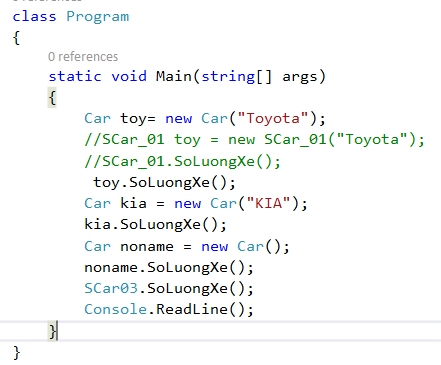 class Program
{
0 references
static void Main(string[] args)
{
Car toy= new Car("Toyota");
//SCar_01 toy = new SCar_01("Toyota");
//SCar_01.SoLuongXe();
toy.SoLuongXe();
Car kia = new Car("KIA");
kia.SoLuongXe();
Car noname = new Car();
noname.SoLuongXe();
SCar03.SoLuongXe();
Console.ReadLine();
}
}